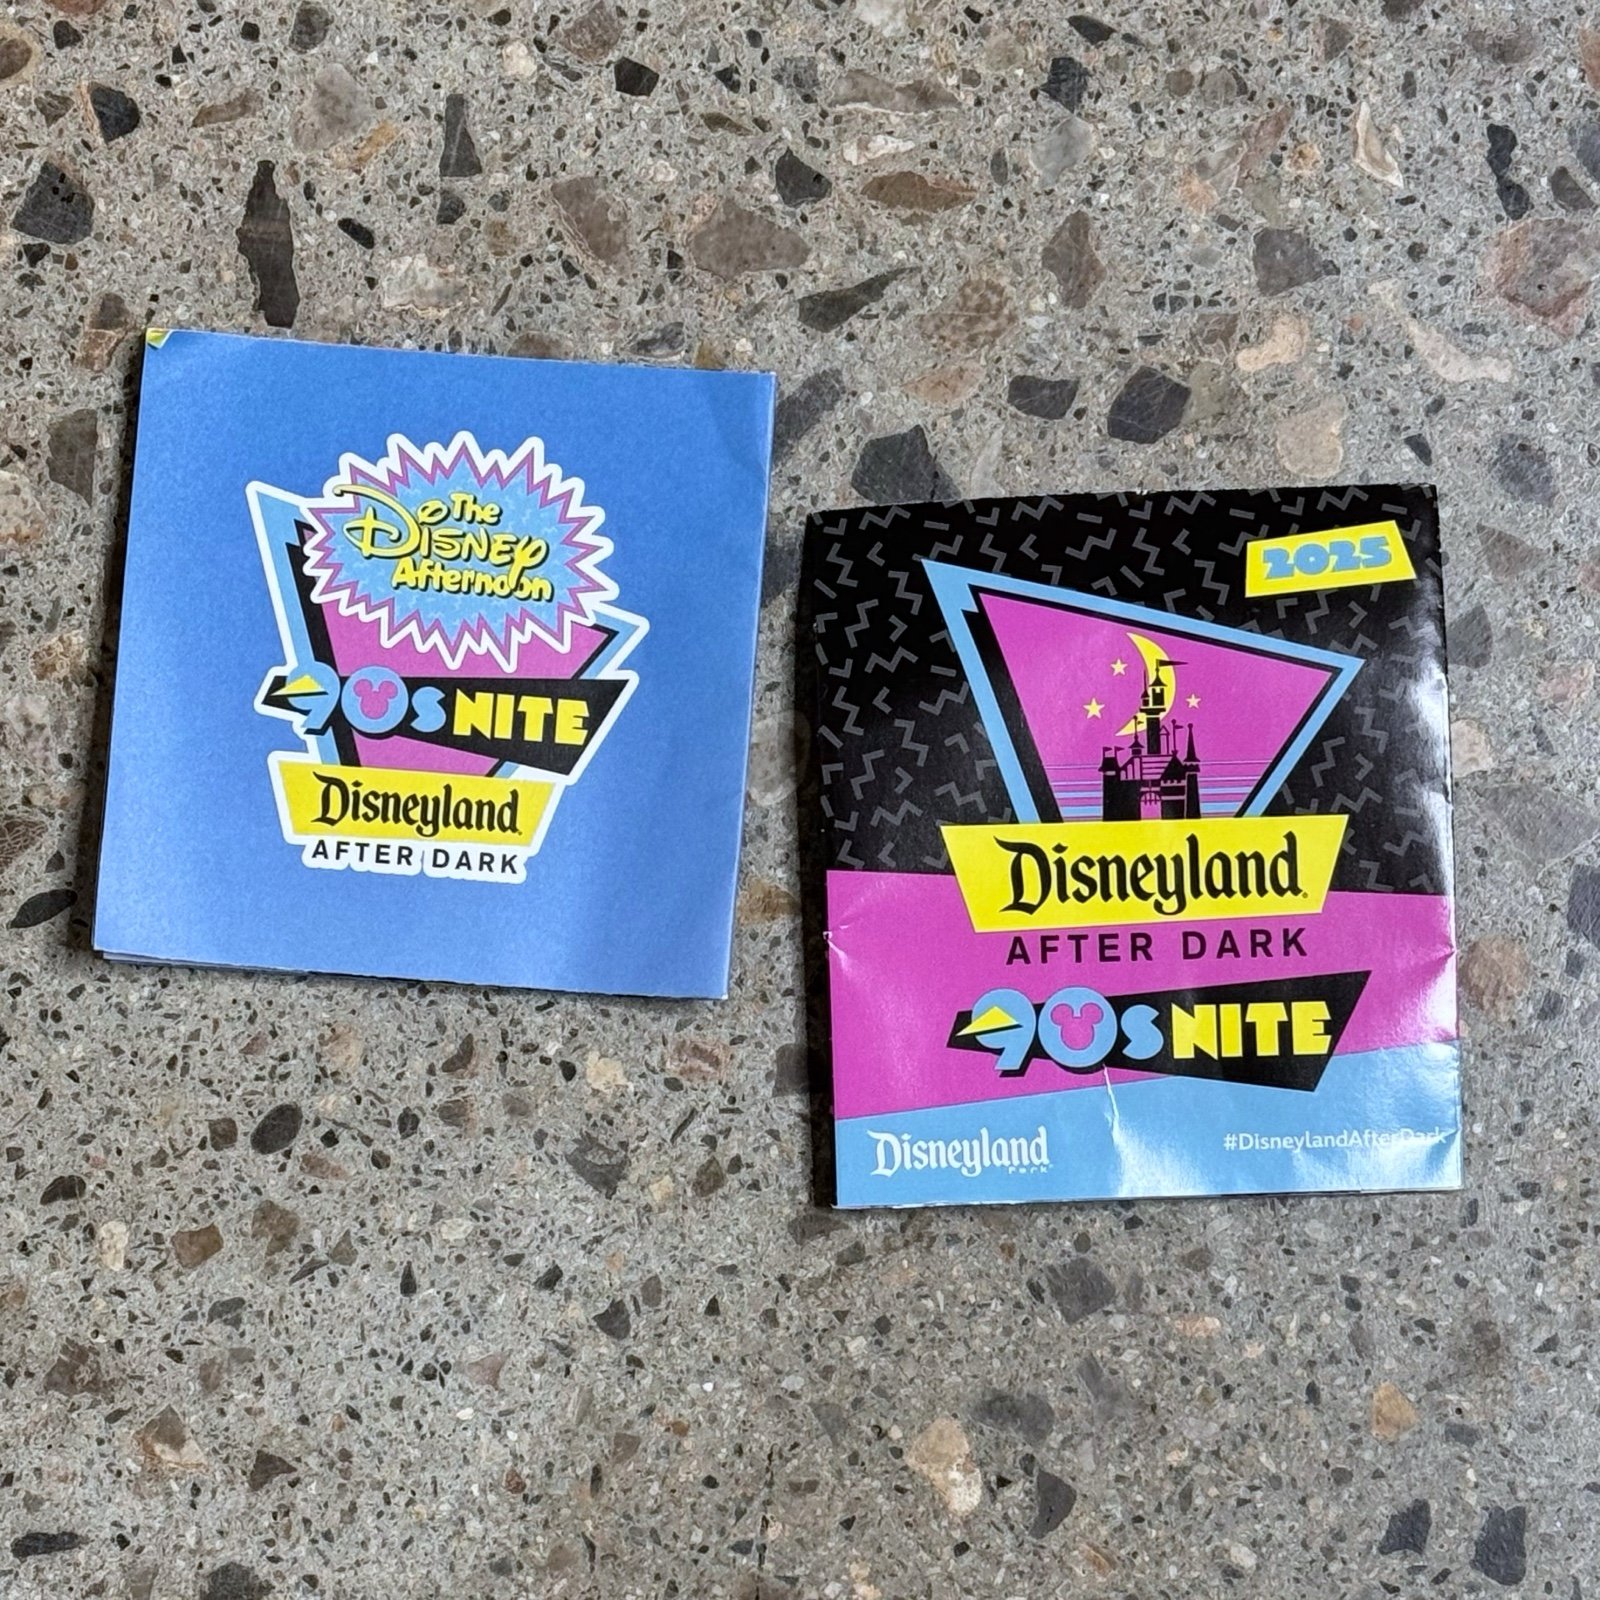 The
Disney
Afternoon
90s NITE
Disneyland
AFTER DARK
2025
Disneyland
AFTER DARK
90s NITE
Disneyland
Park
#DisneylandAfterDark